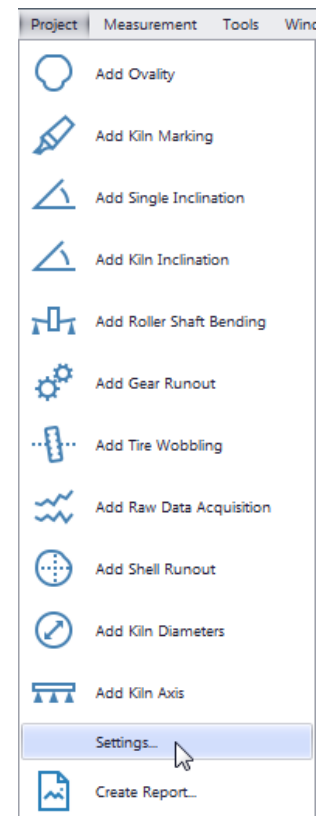 Project Measurement Tools
Add Ovality
Add Kiln Marking
Add Single Inclination
Add Kiln Inclination
Add Roller Shaft Bending
Add Gear Runout
Add Tire Wobbling
Add Raw Data Acquisition
Add Shell Runout
Add Kiln Diameters
Add Kiln Axis
Settings...
Create Report...